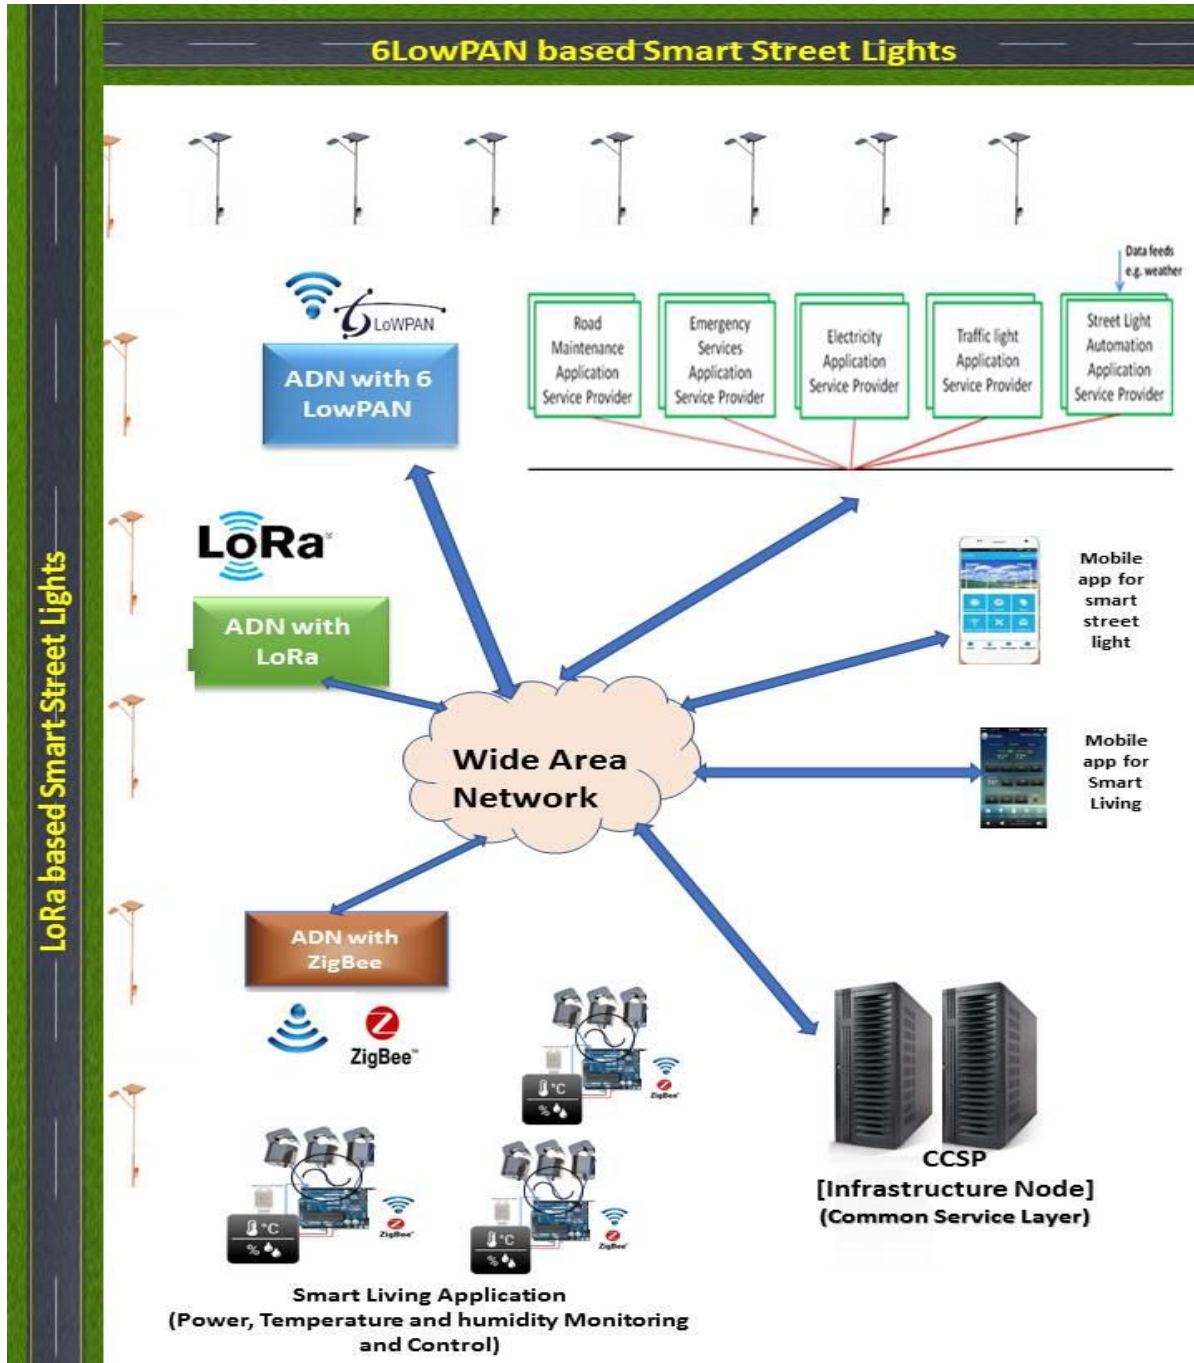 6LowPAN based Smart Street Lights
LoRa based Smart Street Lights
LoWPAN
ADN with 6
LowPAN
Data feeds
e.g. weather
Road
Maintenance
Application
Service Provider
Emergency
Services
Application
Service Provider
Electricity
Application
Service Provider
Traffic light
Application
Service Provider
Street Light
Automation
Application
Service Provider
LoRa
ADN with
LoRa
Mobile
app for
smart
street
light
Wide Area
Network
Mobile
app for
Smart
Living
ADN with
ZigBee
ZigBee™
°C
%
ZigBee
°C
%
ZigBee
°C
%
ZigBee
CCSP
[Infrastructure Node]
(Common Service Layer)
Smart Living Application
(Power, Temperature and humidity Monitoring
and Control)